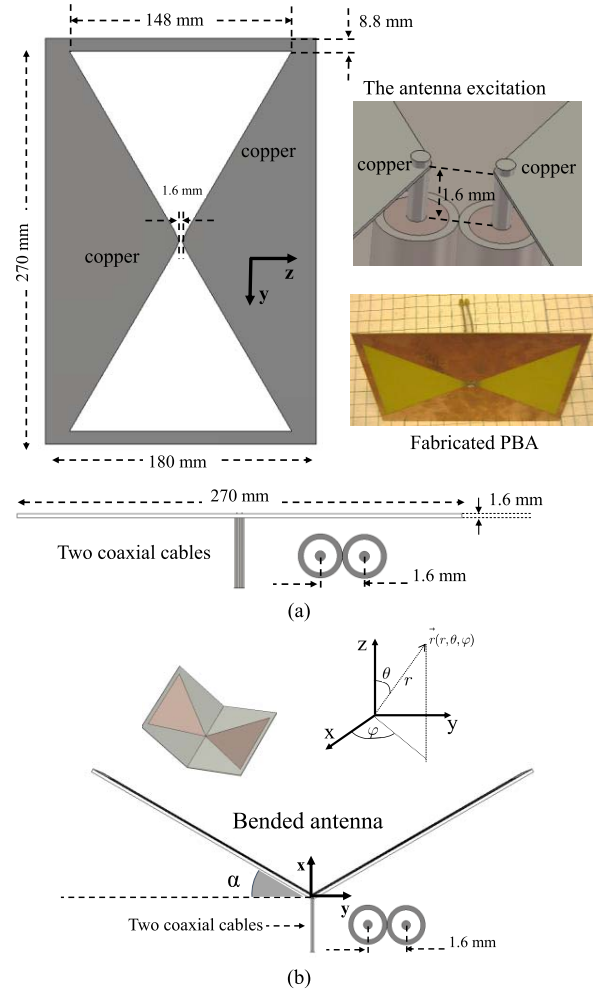 148 mm
8.8 mm
The antenna excitation
copper
copper
copper
1.6 mm
1.6 mm
copper
z
y
270 mm
Fabricated PBA
180 mm
270 mm
1.6 mm
Two coaxial cables
1.6 mm
(a)
z
r(r,θ,φ)
θ
r
x
y
φ
Bended antenna
x
α
y
Two coaxial cables
1.6 mm
(b)